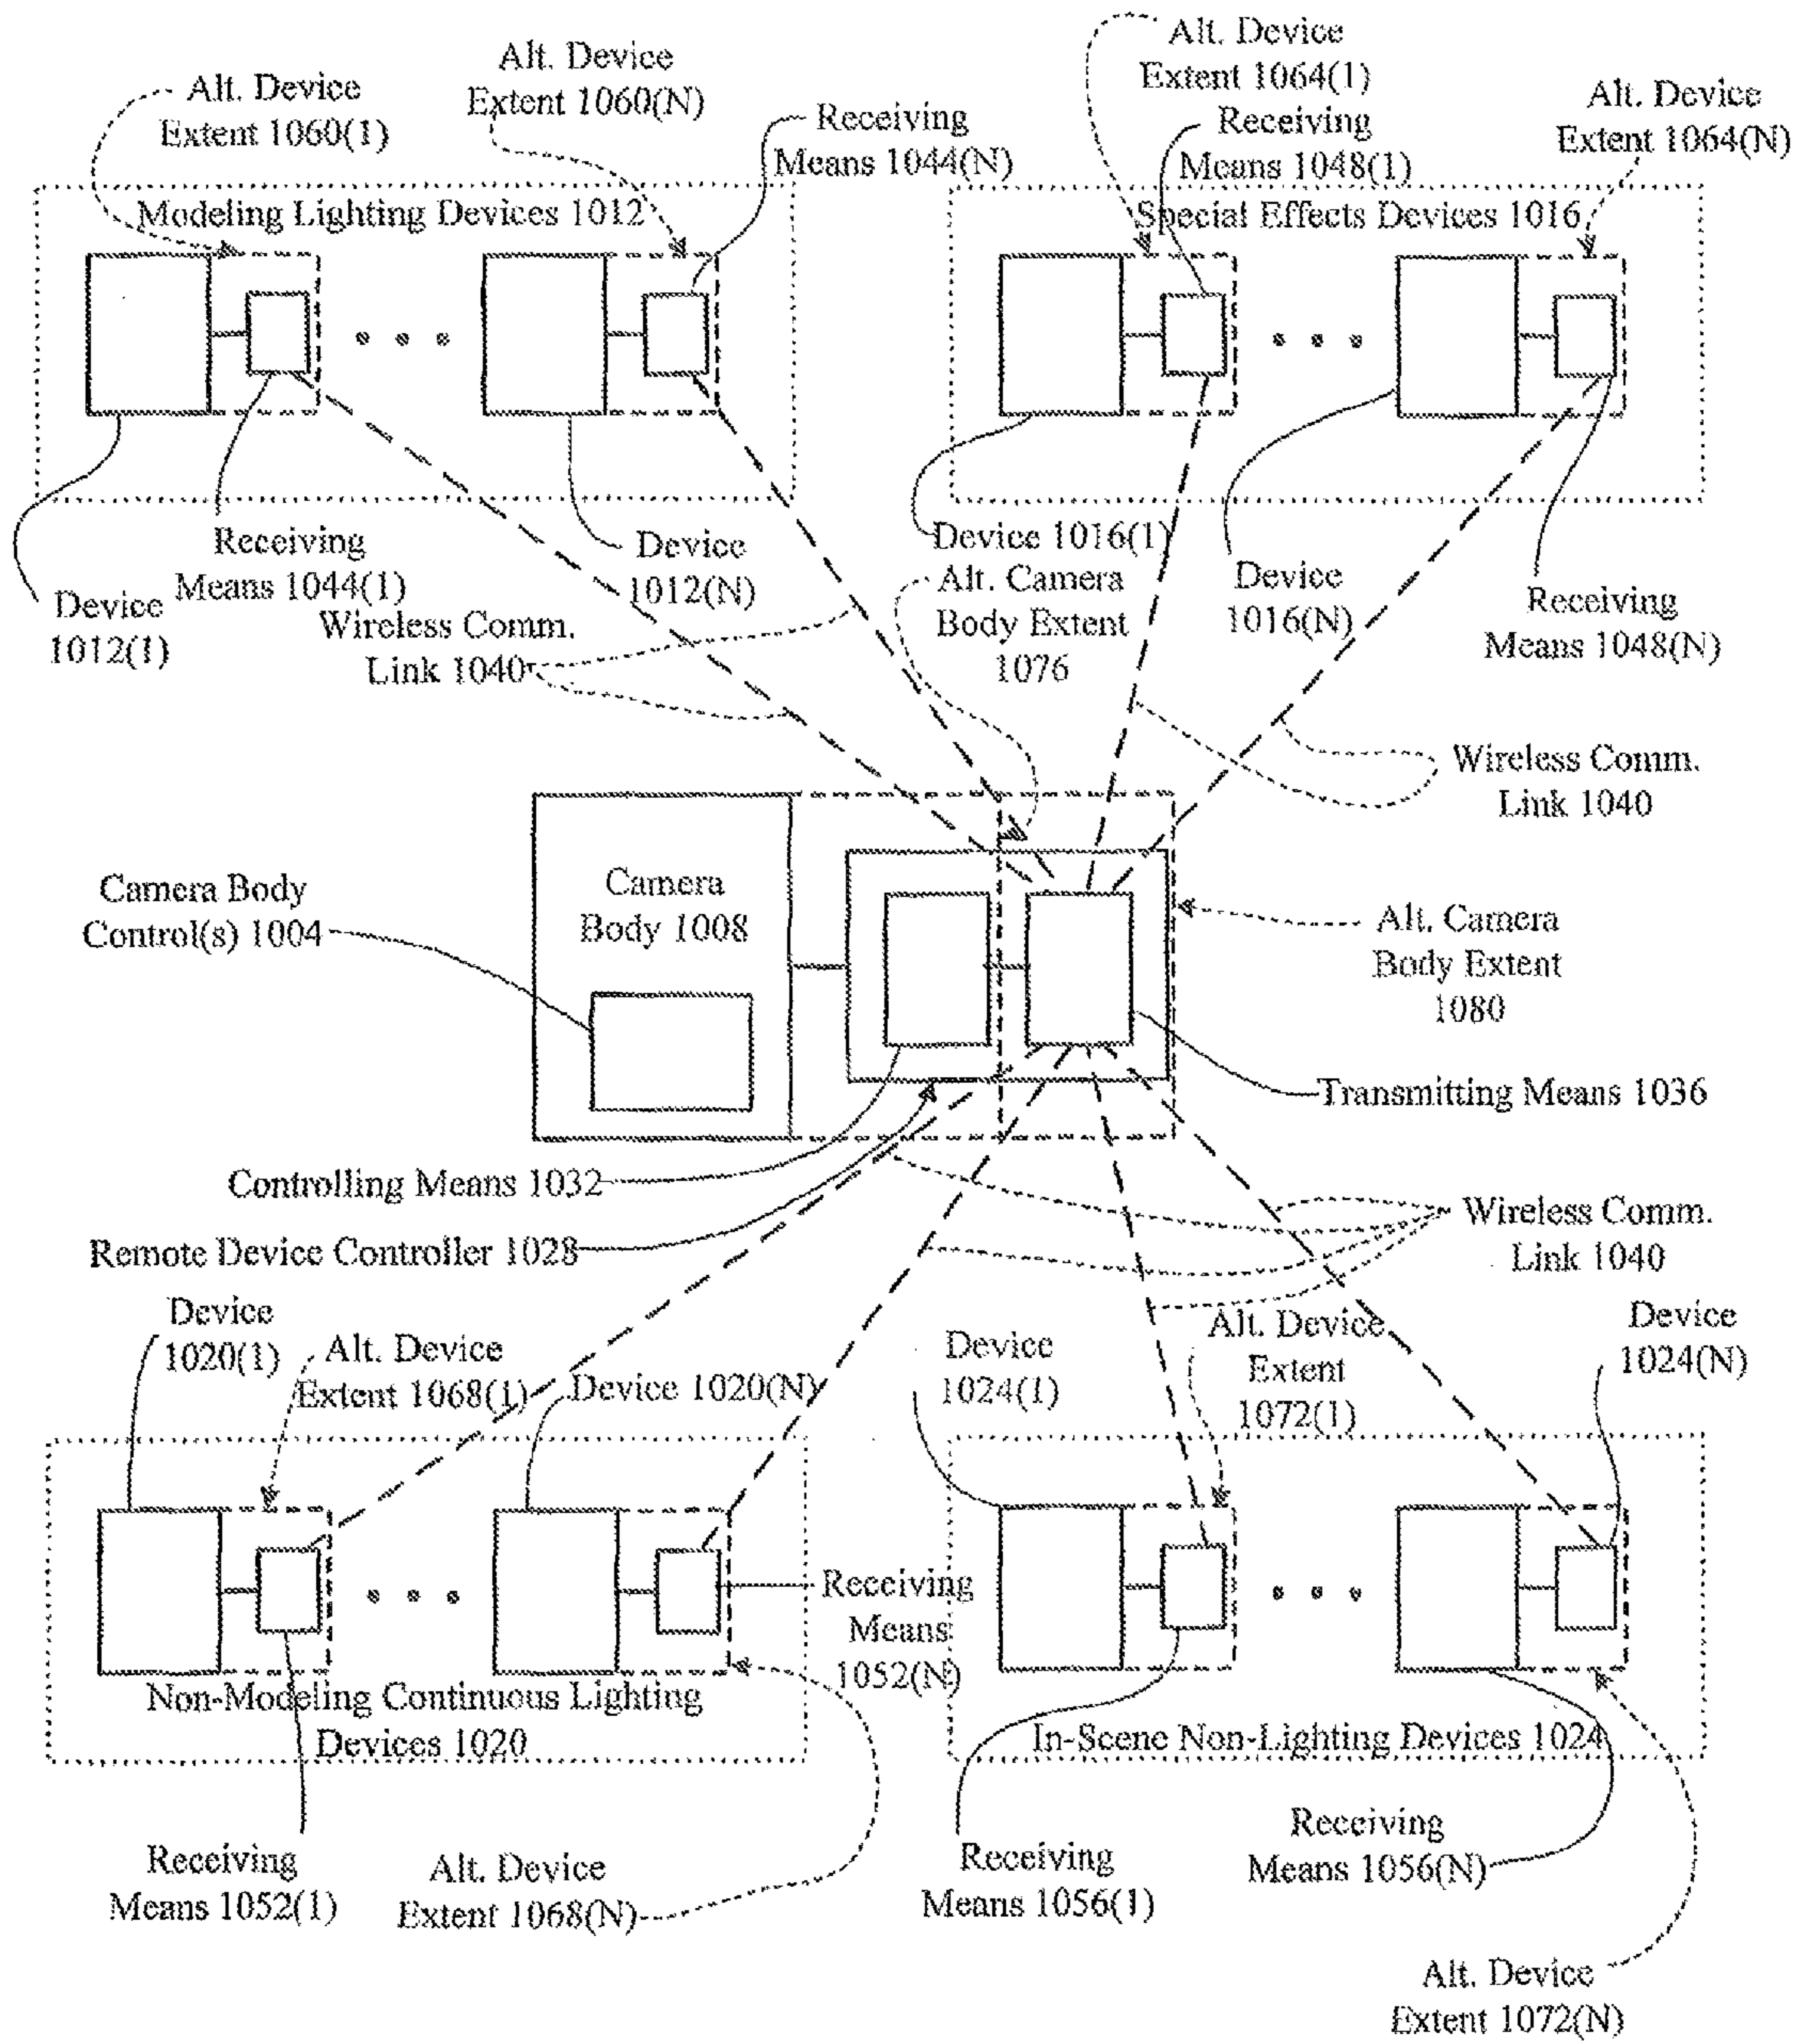 Alt. Device
Extent 1060(1)
Alt. Device
Extent 1060(N)
Receiving
Means 1044(N)
Alt. Device
Extent 1064(1)
Receiving
Means 1048(1)
Alt. Device
Extent 1064(N)
Modeling Lighting Devices 1012
Special Effects Devices 1016
Device
1012(1)
Receiving
Means 1044(1)
Device
1012(N)
Wireless Comm.
Link 1040
Device 1016(1)
Alt. Camera
Body Extent
1076
Device
1016(N)
Receiving
Means 1048(N)
Wireless Comm.
Link 1040
Camera Body
Control(s) 1004
Camera
Body 1008
Alt. Camera
Body Extent
1080
Transmitting Means 1036
Controlling Means 1032
Remote Device Controller 1028
Wireless Comm.
Link 1040
Device
1020(1)
Alt. Device
Extent 1068(1)
Device 1020(N)
Device
1024(1)
Alt. Device
Extent
1072(1)
Device
1024(N)
Receiving
Means
1052(N)
Non-Modeling Continuous Lighting
Devices 1020
In-Scene Non-Lighting Devices 1024
Receiving
Means 1052(1)
Alt. Device
Extent 1068(N)
Receiving
Means 1056(1)
Receiving
Means 1056(N)
Alt. Device
Extent 1072(N)